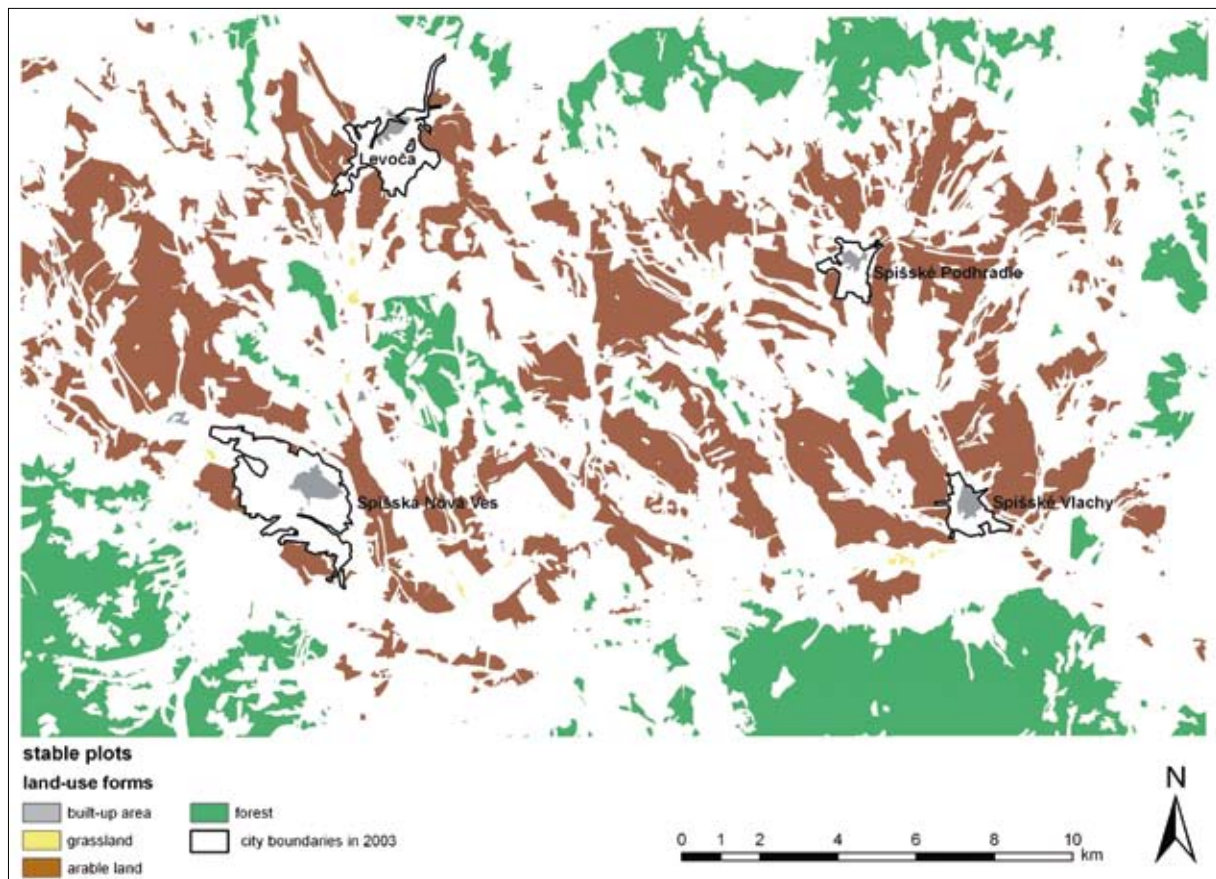 Levoča
Spišské Podhradie
Spišska Nová Ves
Spišské Vlachy
stable plots
land-use forms
built-up area
grassland
arable land
forest
city boundaries in 2003
0 1 2 4 6 8 10
km
N